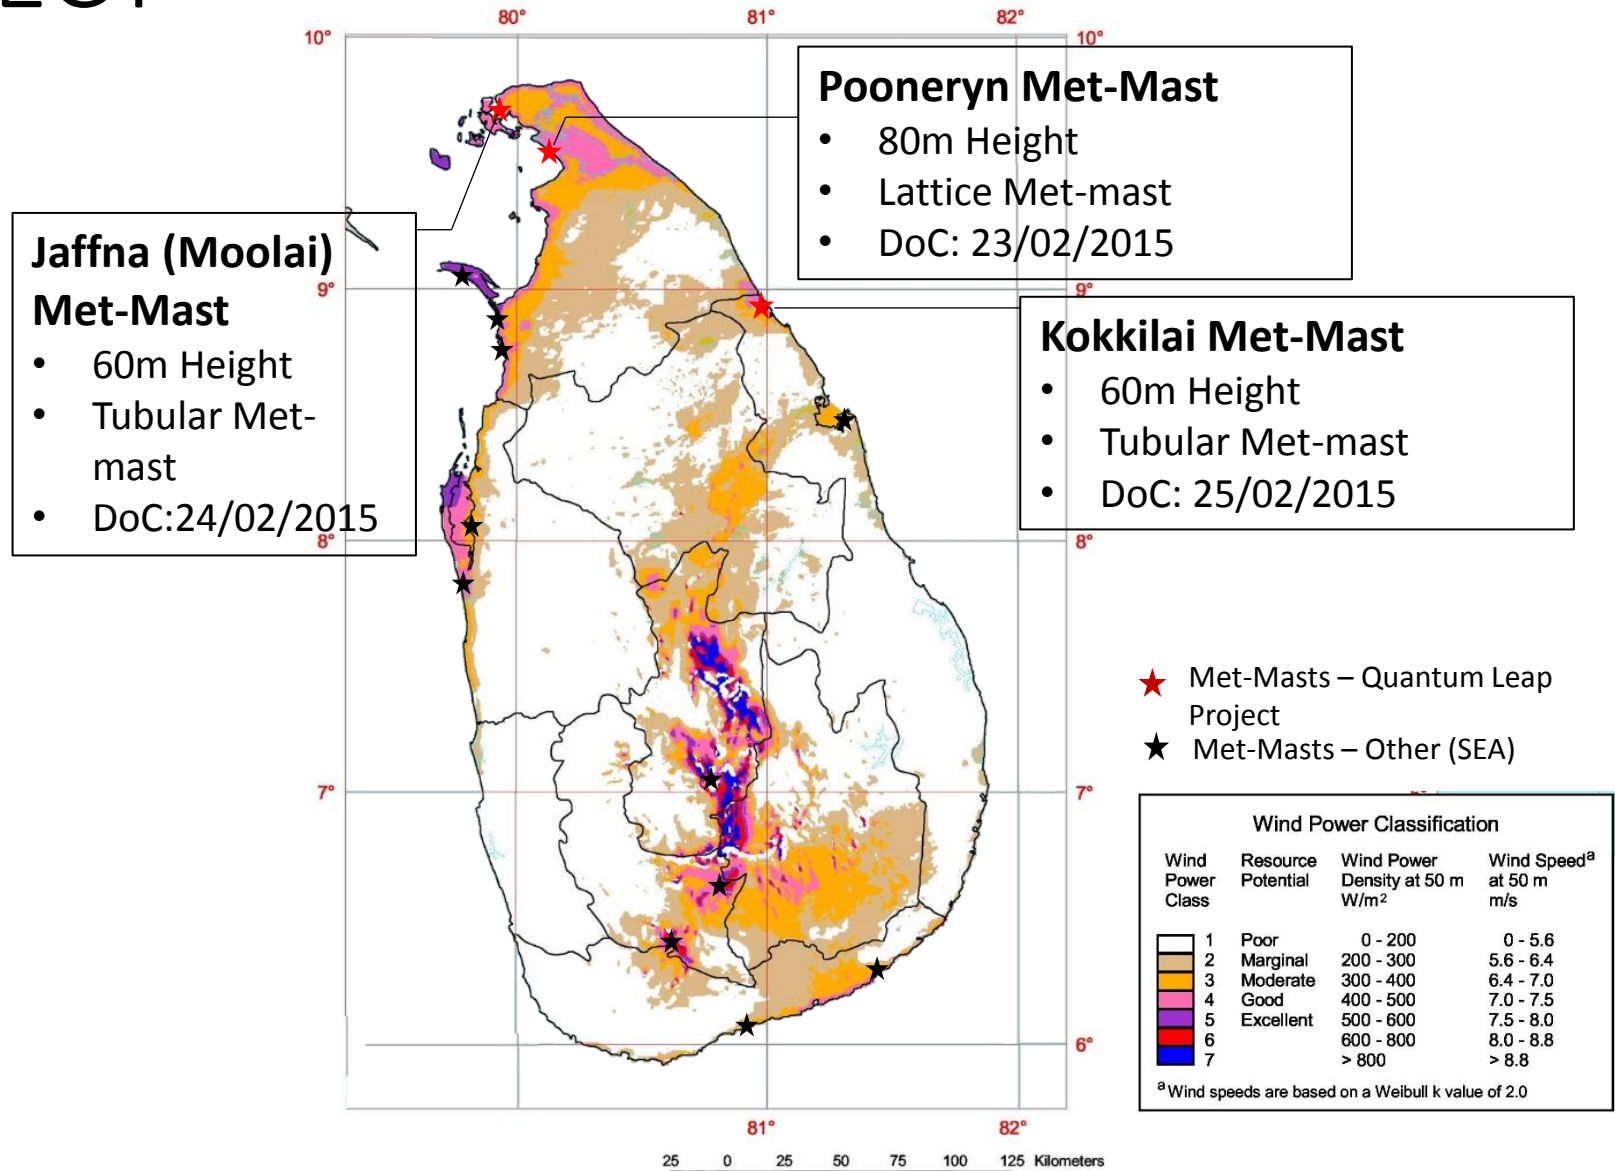 80°
81°
82°
10°
10°
Pooneryn Met-Mast
• 80m Height
• Lattice Met-mast
• DoC: 23/02/2015
Jaffna (Moolai)
Met-Mast
• 60m Height
• Tubular Met-
mast
• DoC:24/02/2015
9°
9°
Kokkilai Met-Mast
• 60m Height
• Tubular Met-mast
• DoC: 25/02/2015
8°
8°
Met-Masts – Quantum Leap
Project
Met-Masts – Other (SEA)
7°
7°
Wind Power Classification
Wind Power Class Resource Potential Wind Power Density at 50 m W/m² Wind Speedᵃ at 50 m m/s
1 Poor 0 - 200 0 - 5.6
2 Marginal 200 - 300 5.6 - 6.4
3 Moderate 300 - 400 6.4 - 7.0
4 Good 400 - 500 7.0 - 7.5
5 Excellent 500 - 600 7.5 - 8.0
6 600 - 800 8.0 - 8.8
7 > 800 > 8.8
ᵃ Wind speeds are based on a Weibull k value of 2.0
6°
81°
82°
25 0 25 50 75 100 125 Kilometers